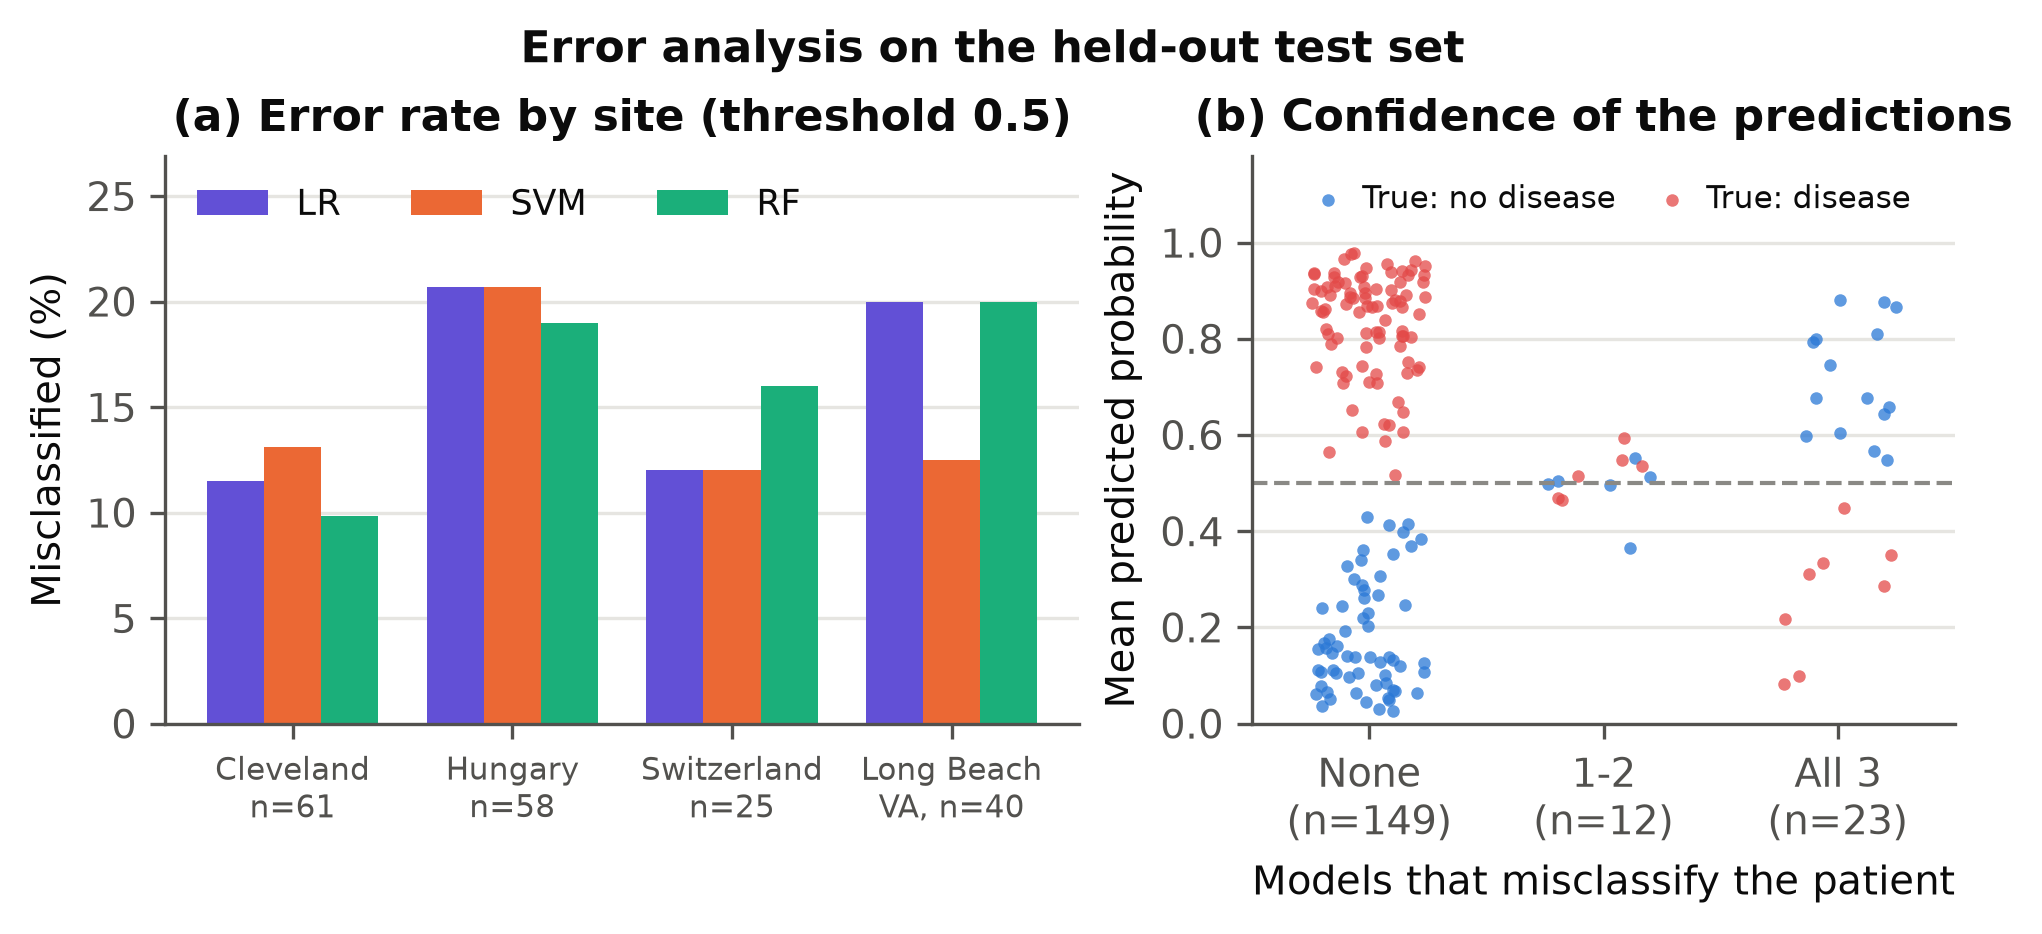 Error analysis on the held-out test set
(a) Error rate by site (threshold 0.5)
LR
SVM
RF
Misclassified (%)
25
20
15
10
5
0
Cleveland
n=61
Hungary
n=58
Switzerland
n=25
Long Beach
VA, n=40
(b) Confidence of the predictions
True: no disease
True: disease
Mean predicted probability
1.0
0.8
0.6
0.4
0.2
0.0
None
(n=149)
1-2
(n=12)
All 3
(n=23)
Models that misclassify the patient